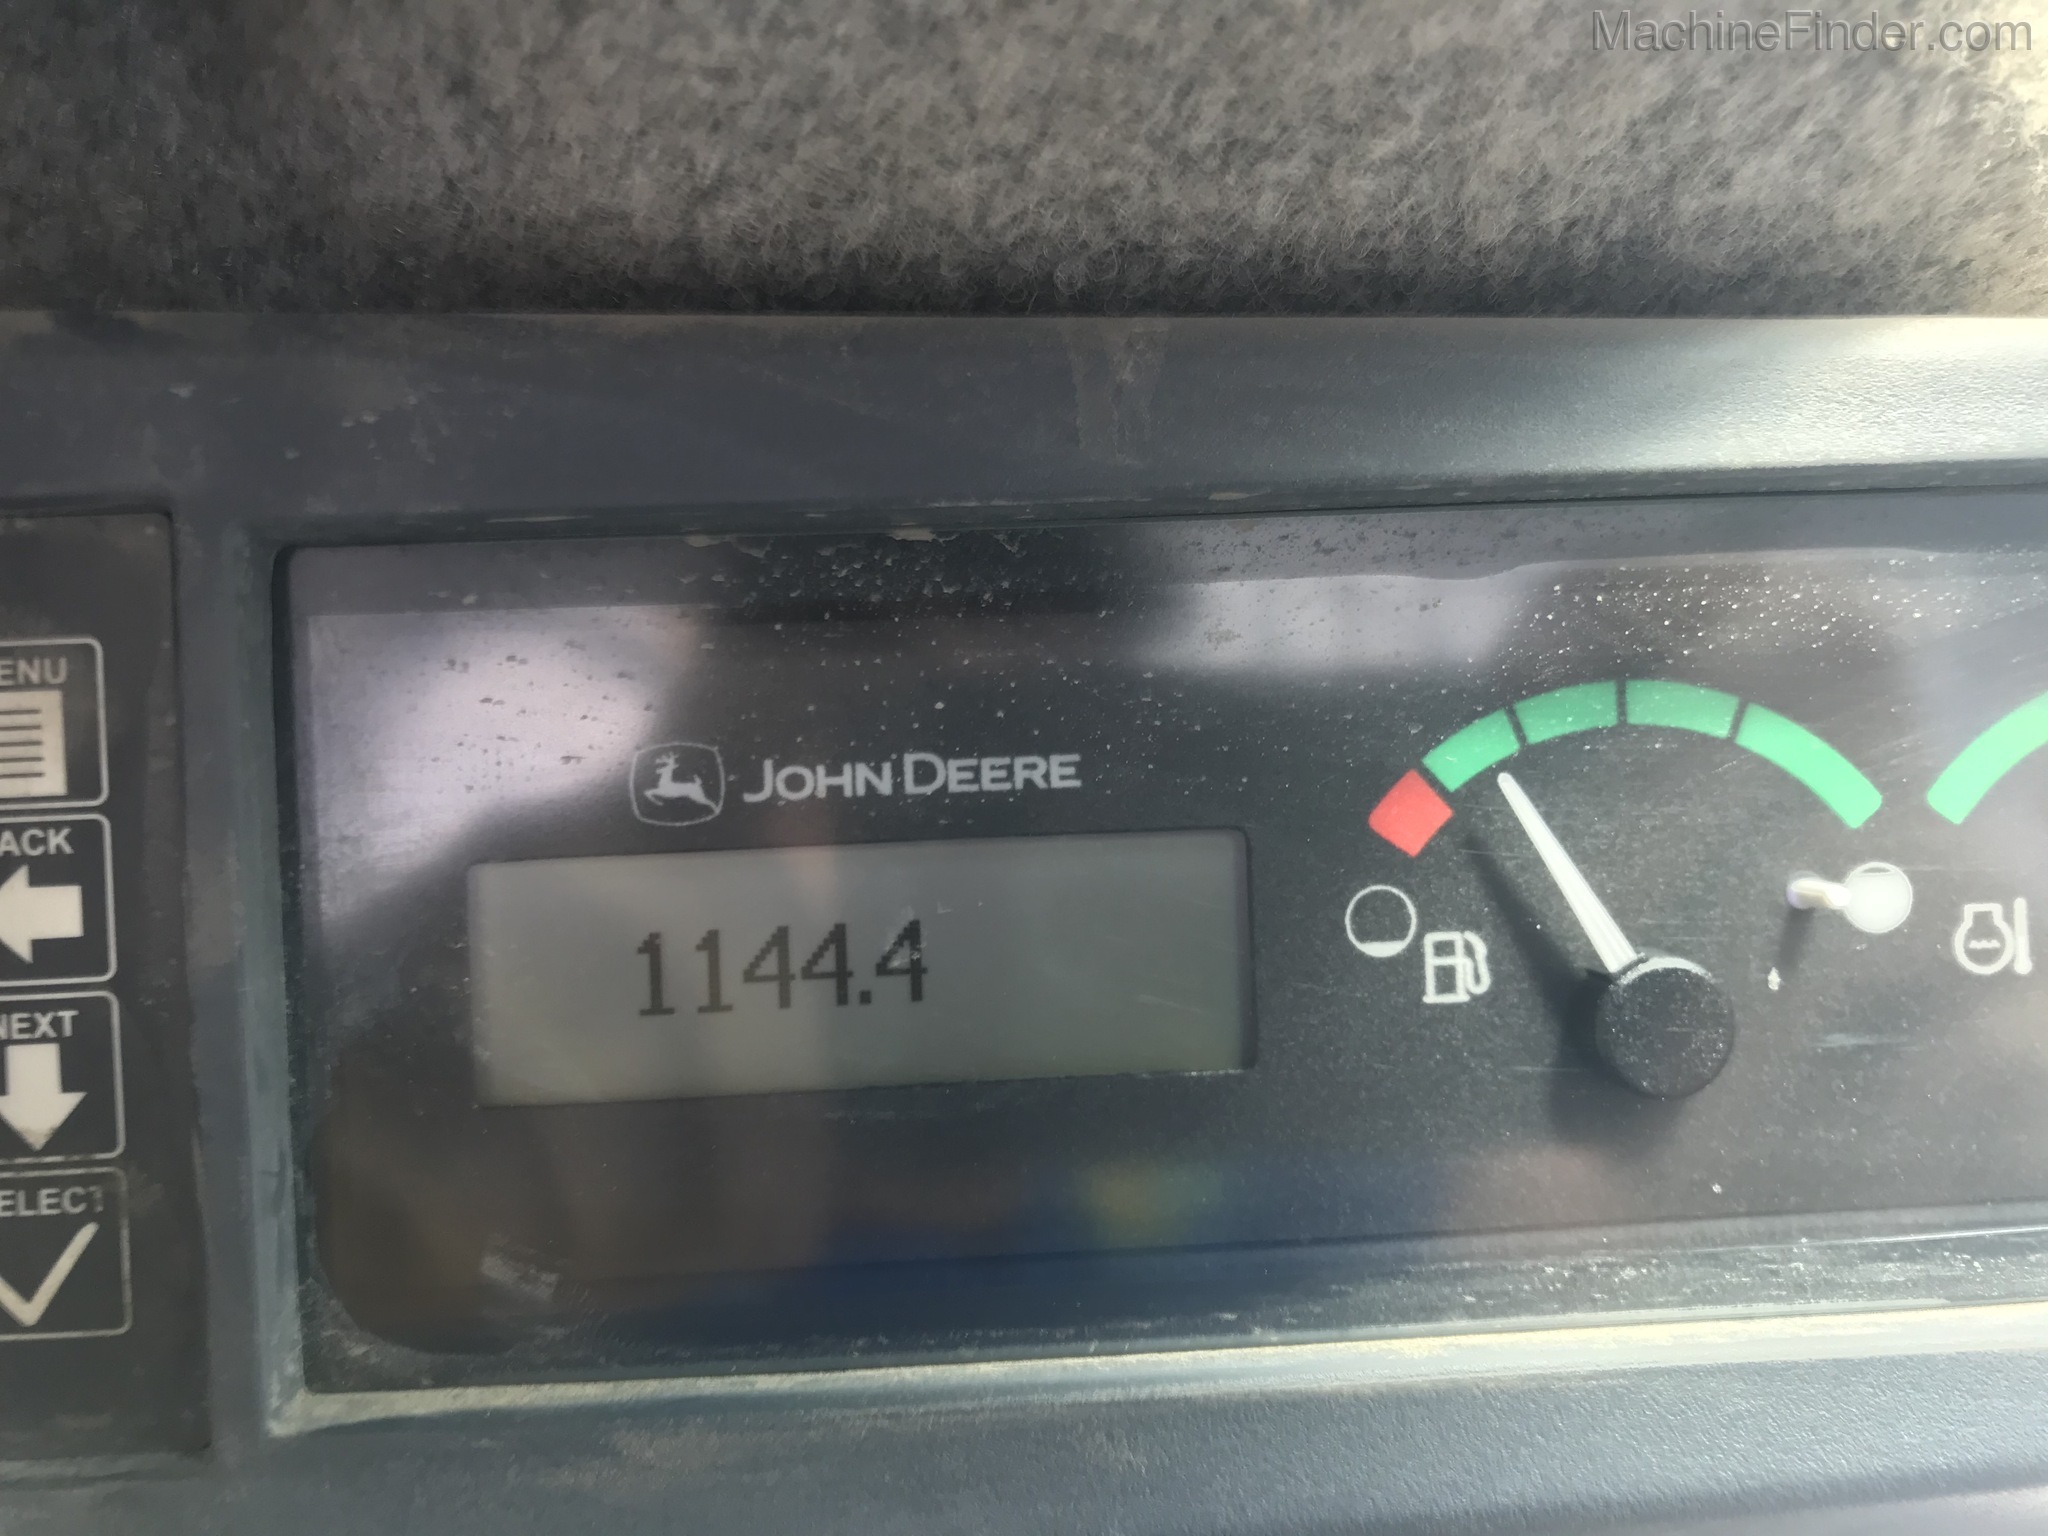 MachineFinder.com
ENU
JOHN DEERE
ACK
1144.4
NEXT
ELECT